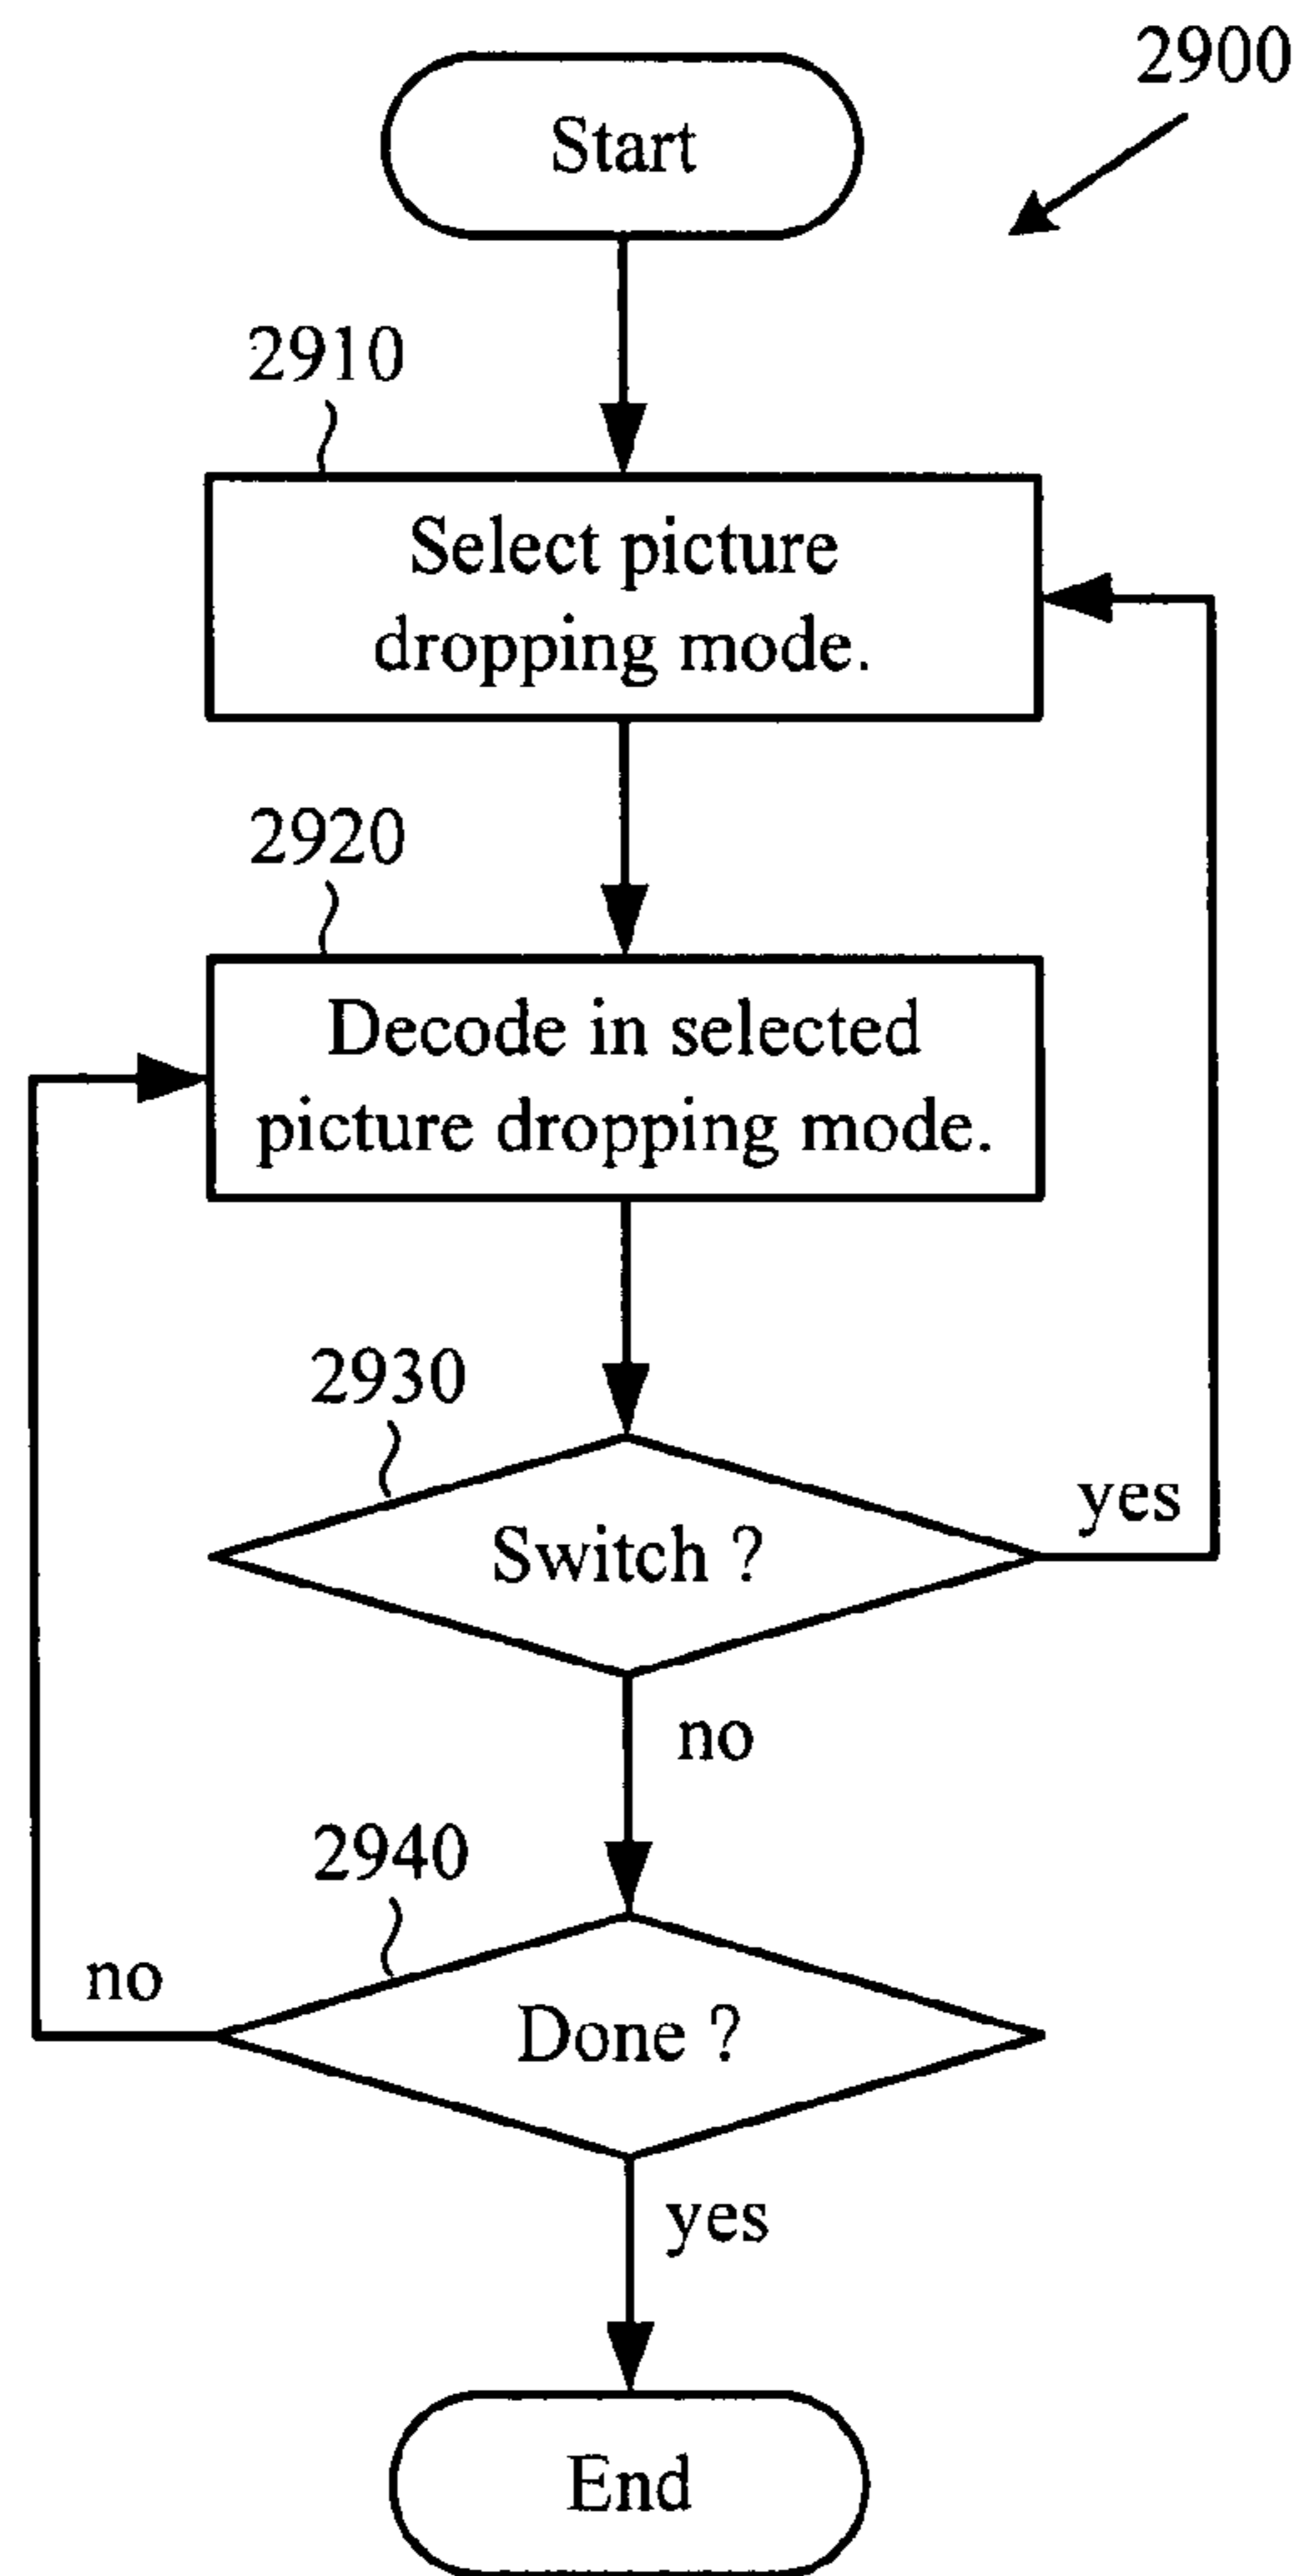 2900
Start
2910
Select picture
dropping mode.
2920
Decode in selected
picture dropping mode.
2930
Switch ?
yes
no
2940
no
Done ?
yes
End